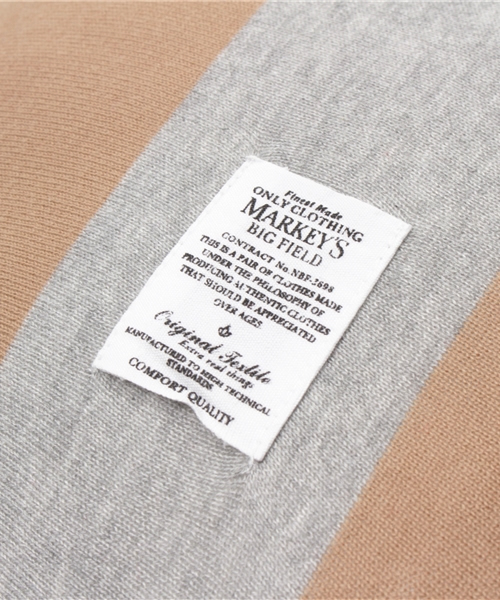 Finest Made
ONLY CLOTHING
MARKEY'S
BIG FIELD
CONTRACT No.NBF-2698
THIS IS A PAIR OF CLOTHES MADE
UNDER THE PHILOSOPHY OF
PRODUCING AUTHENTIC CLOTHES
THAT SHOULD BE APPRECIATED
OVER AGES
Original Textile
Extra real things
MANUFACTURED TO HIGH TECHNICAL
STANDARDS
COMFORT QUALITY